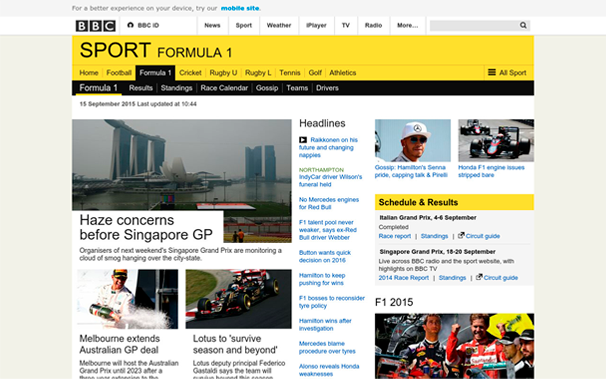 For a better experience on your device, try our mobile site.
BBC BBC iD News Sport Weather iPlayer TV Radio More...
SPORT FORMULA 1
Home Football Formula 1 Cricket Rugby U Rugby L Tennis Golf Athletics All Sport
Formula 1 Results Standings Race Calendar Gossip Teams Drivers
15 September 2015 Last updated at 10:44
Haze concerns
before Singapore GP
Organisers of next weekend's Singapore Grand Prix are monitoring a
cloud of smog hanging over the city-state.
Melbourne extends
Australian GP deal
Melbourne will host the Australian
Grand Prix until 2023 after a
three-year extension to the
Lotus to 'survive
season and beyond'
Lotus deputy principal Federico
Gastaldi says the team will
survive beyond this season
Headlines
Raikkonen on his
future and changing
nappies
NORTHAMPTON
IndyCar driver Wilson's
funeral held
No Mercedes engines
for Red Bull
F1 talent pool never
weaker, says ex-Red
Bull driver Webber
Button wants quick
decision on 2016
Hamilton to keep
pushing for wins
F1 bosses to reconsider
tyre policy
Hamilton wins after
investigation
Mercedes blame
procedure over tyres
Alonso reveals Honda
weaknesses
Gossip: Hamilton's Senna
pride, capping talk & Pirelli
Honda F1 engine issues
stripped bare
Schedule & Results
Italian Grand Prix, 4-6 September
Completed
Race report | Standings | Circuit guide
Singapore Grand Prix, 18-20 September
Live across BBC radio and the sport website, with
highlights on BBC TV
2014 Race Report | Standings | Circuit guide
F1 2015